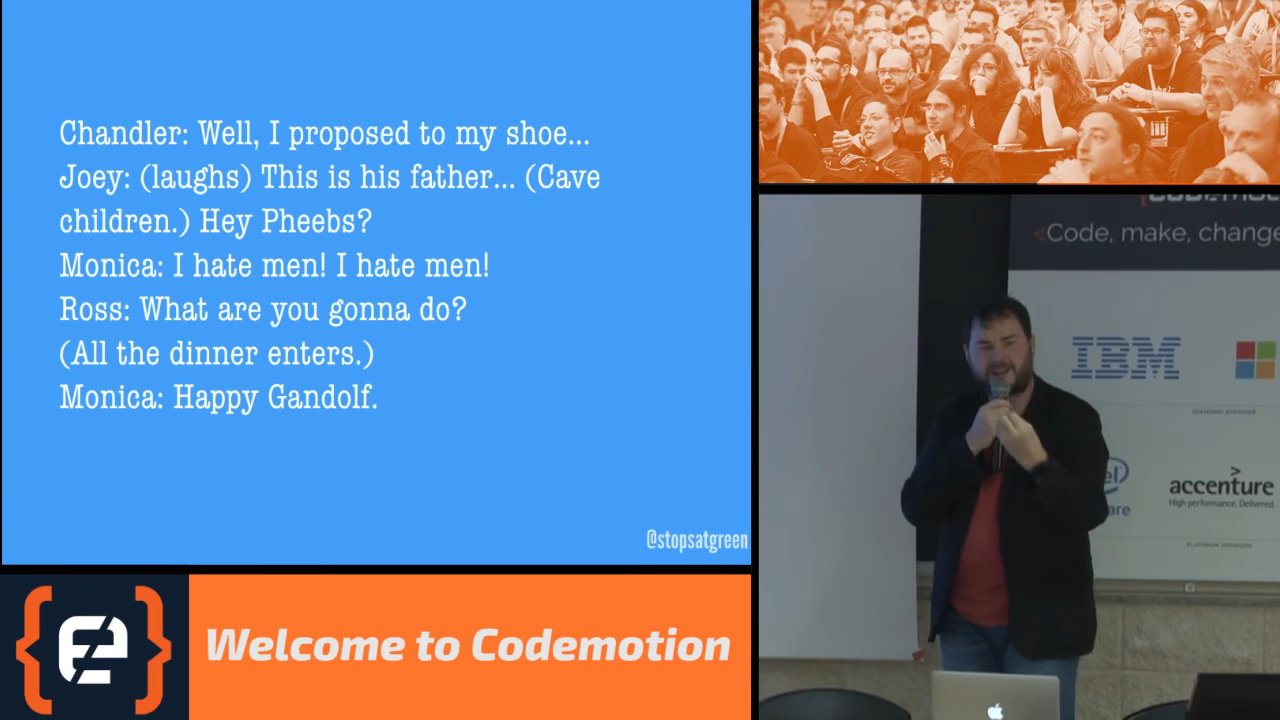 Chandler: Well, I proposed to my shoe...
Joey: (laughs) This is his father... (Cave
children.) Hey Pheebs?
Monica: I hate men! I hate men!
Ross: What are you gonna do?
(All the dinner enters.)
Monica: Happy Gandolf.
@stopsatgreen
Welcome to Codemotion
<Code, make, change
IBM
accenture
High performance. Delivered.